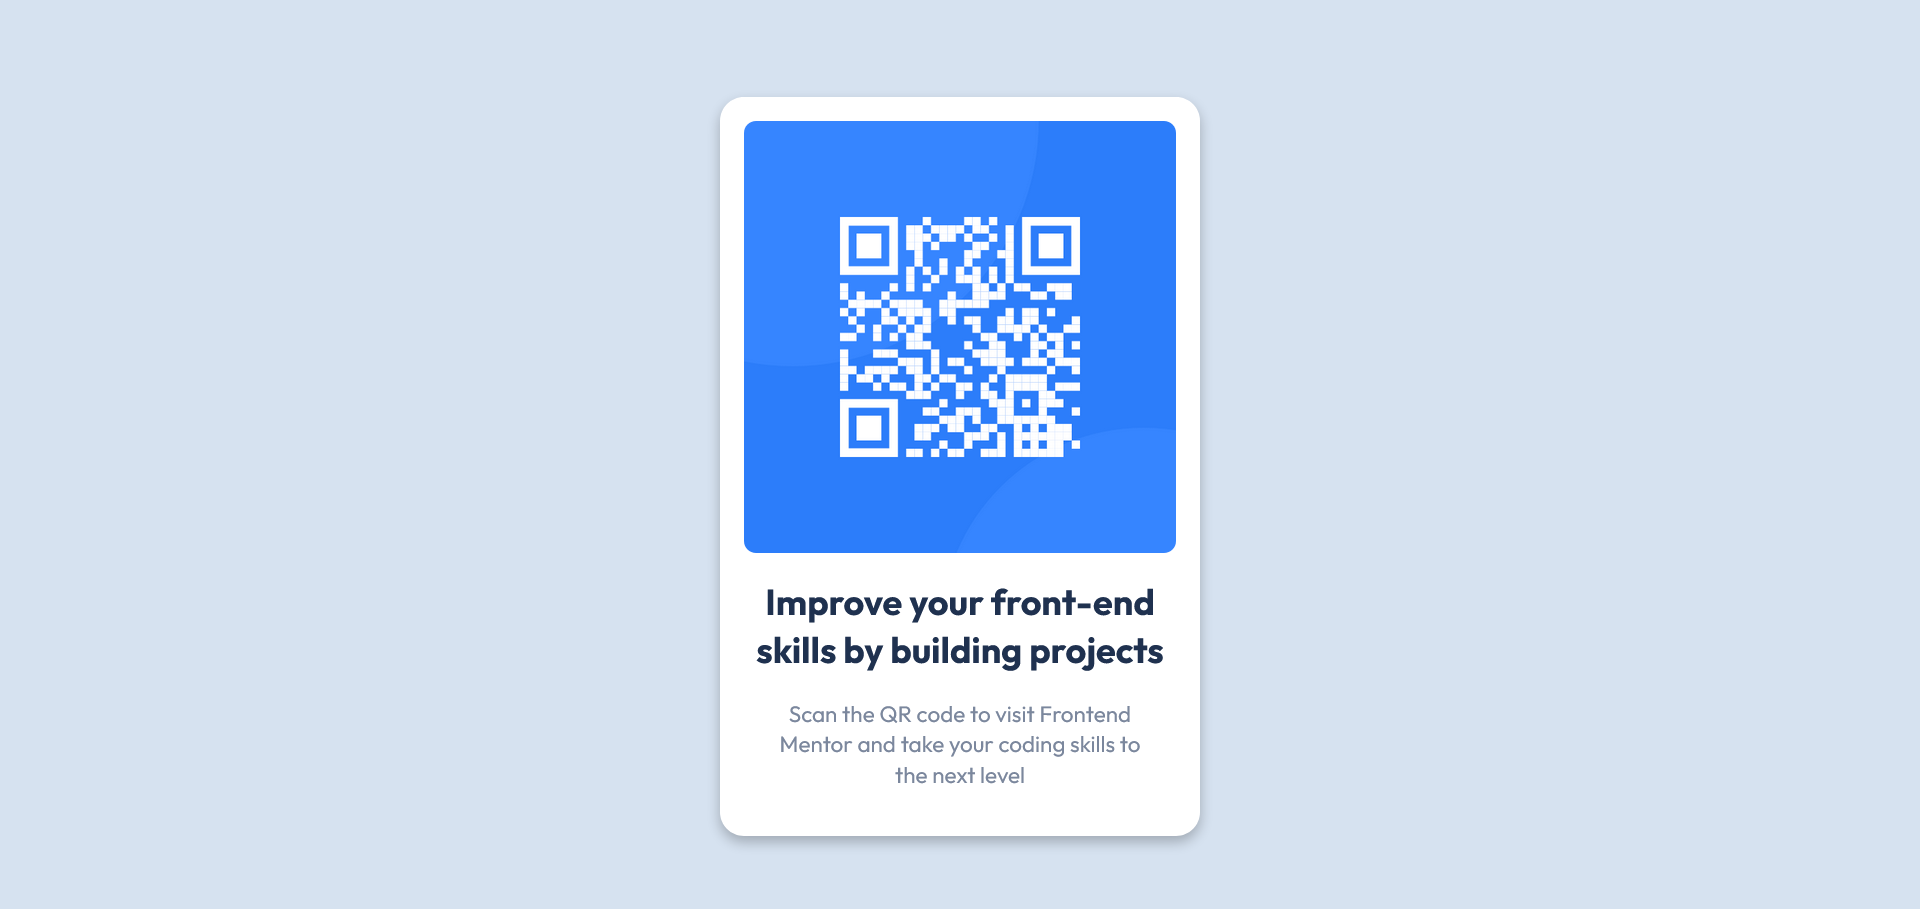 Improve your front-end
skills by building projects
Scan the QR code to visit Frontend
Mentor and take your coding skills to
the next level